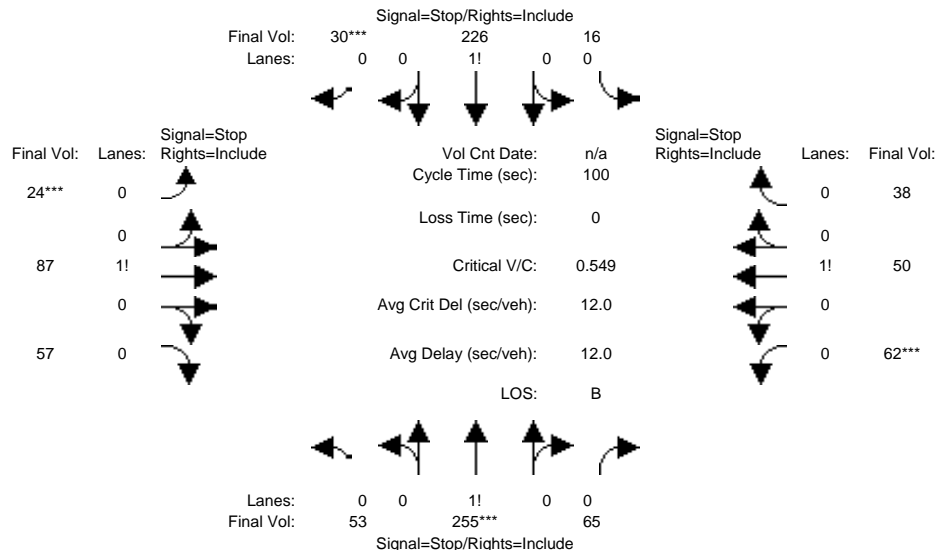 Signal=Stop/Rights=Include
Final Vol: 30*** 226 16
Lanes: 0 0 1! 0 0
Signal=Stop Signal=Stop
Final Vol: Lanes: Rights=Include Vol Cnt Date: n/a Rights=Include Lanes: Final Vol:
Cycle Time (sec): 100
24*** 0 0 38
Loss Time (sec): 0
0 0
87 1! Critical V/C: 0.549 1! 50
0 Avg Crit Del (sec/veh): 12.0 0
57 0 Avg Delay (sec/veh): 12.0 0 62***
LOS: B
Lanes: 0 0 1! 0 0
Final Vol: 53 255*** 65
Signal=Stop/Rights=Include